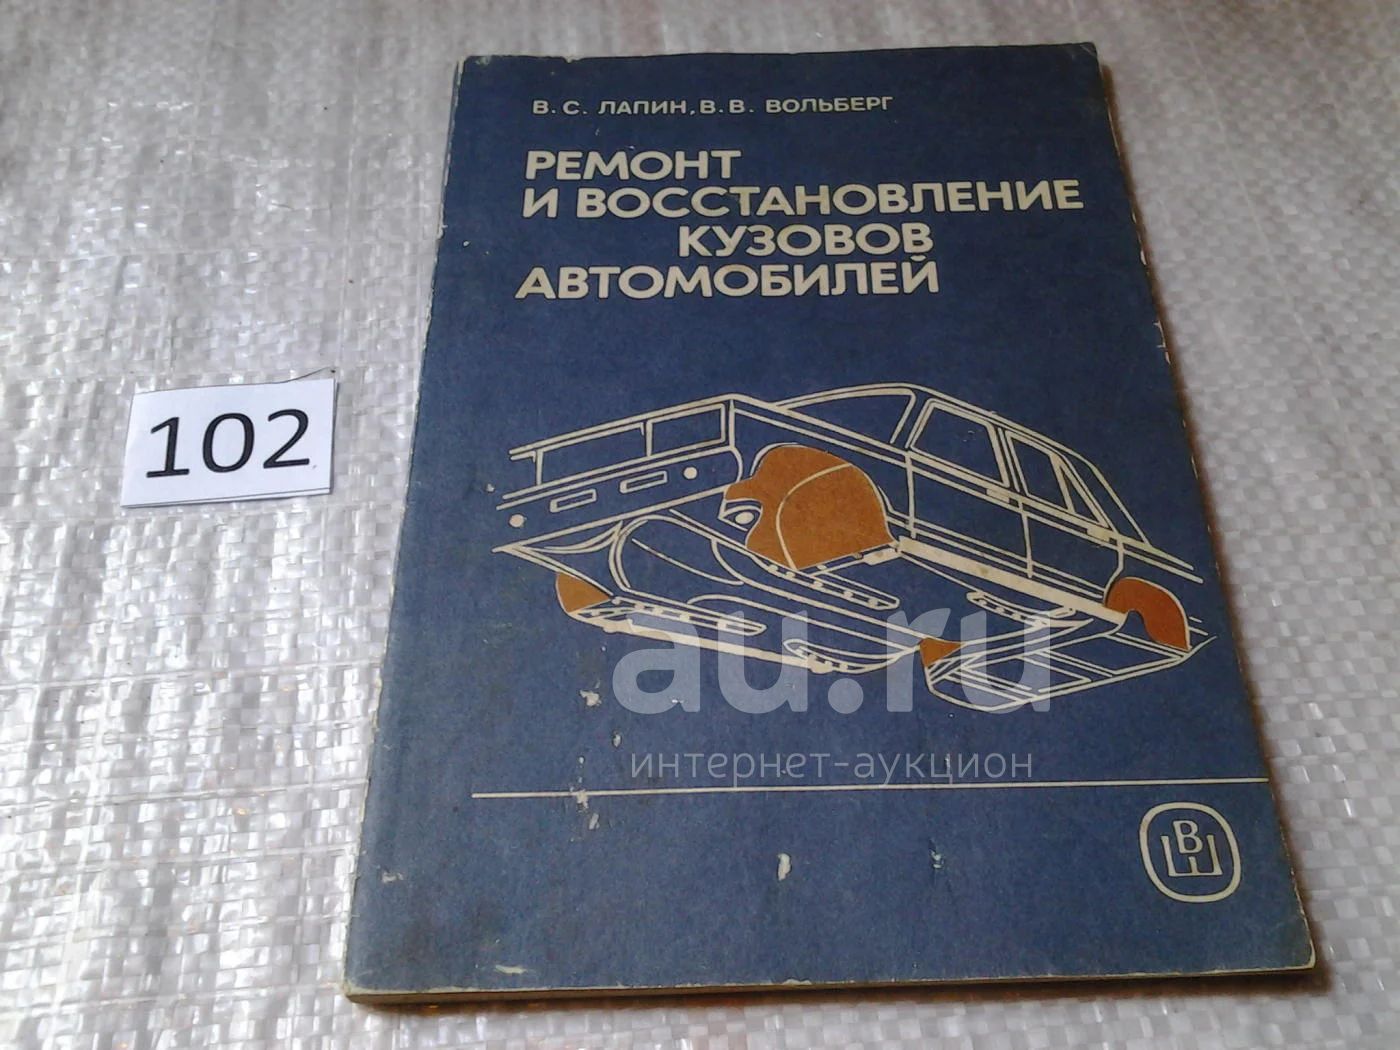 В. С. ЛАПИН, В. В. ВОЛЬБЕРГ
РЕМОНТ
И ВОССТАНОВЛЕНИЕ
КУЗОВОВ
АВТОМОБИЛЕЙ
102
au.ru
интернет-аукцион
ВШ